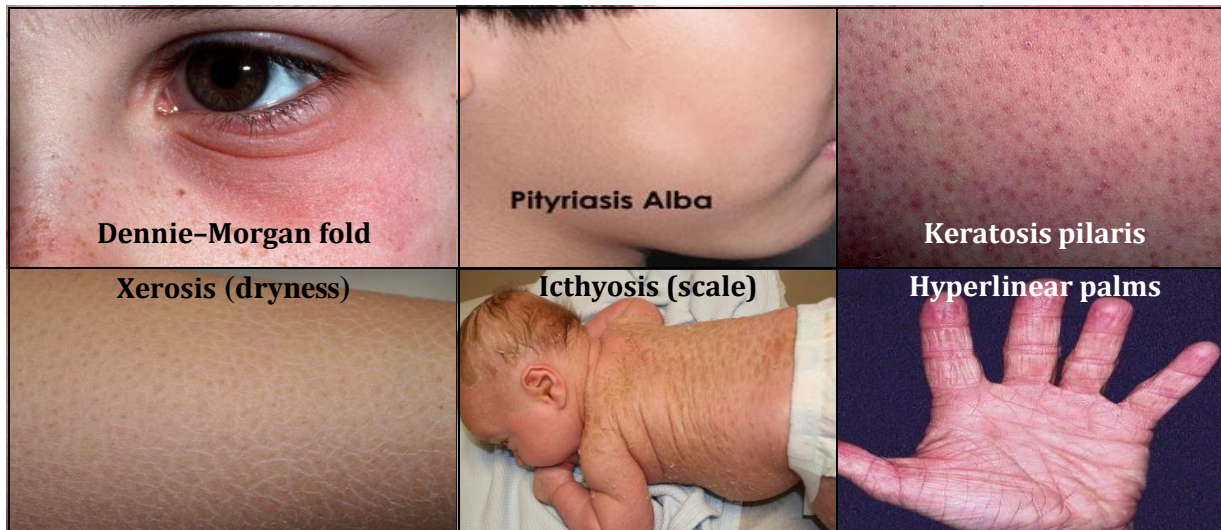 Dennie–Morgan fold
Pityriasis Alba
Keratosis pilaris
Xerosis (dryness)
Icthyosis (scale)
Hyperlinear palms